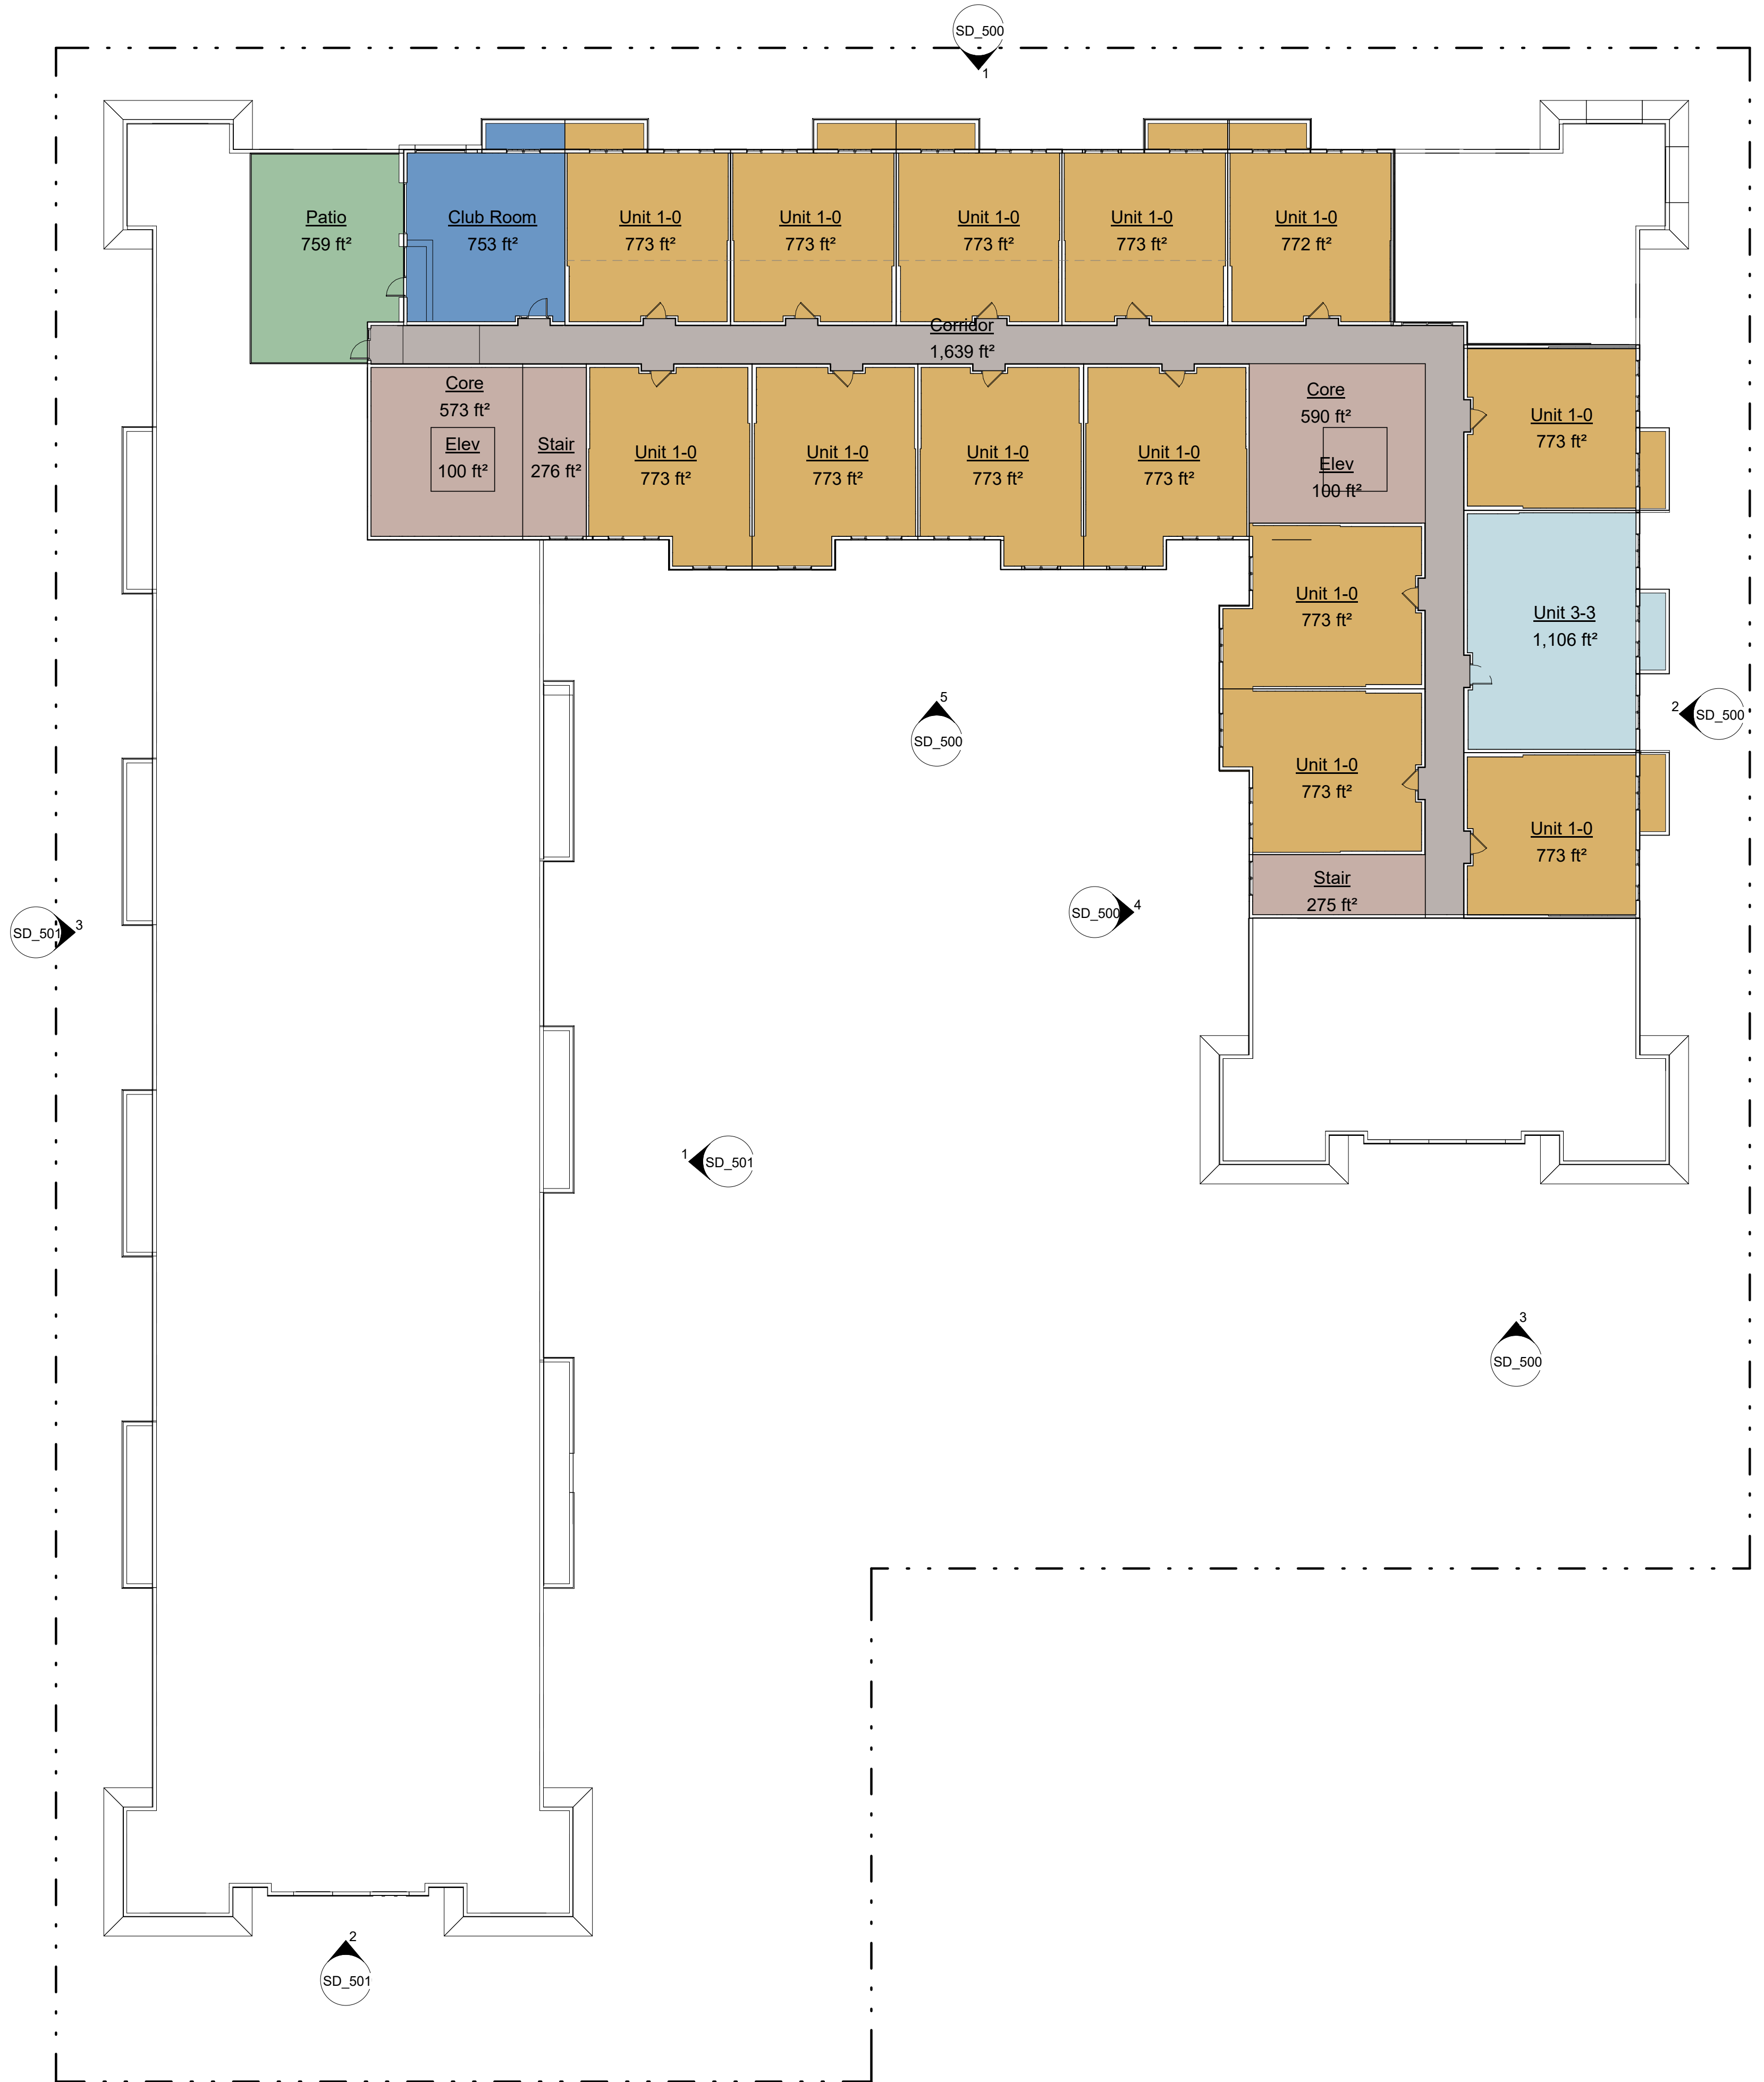 SD_500
1
Patio
759 ft²
Club Room
753 ft²
Unit 1-0
773 ft²
Unit 1-0
773 ft²
Unit 1-0
773 ft²
Unit 1-0
773 ft²
Unit 1-0
772 ft²
Corridor
1,639 ft²
Core
573 ft²
Elev
100 ft²
Stair
276 ft²
Unit 1-0
773 ft²
Unit 1-0
773 ft²
Unit 1-0
773 ft²
Unit 1-0
773 ft²
Core
590 ft²
Elev
100 ft²
Unit 1-0
773 ft²
Unit 1-0
773 ft²
Unit 3-3
1,106 ft²
5
SD_500
2
SD_500
Unit 1-0
773 ft²
Unit 1-0
773 ft²
Stair
275 ft²
SD_500
4
SD_501
3
1
SD_501
3
SD_500
2
SD_501